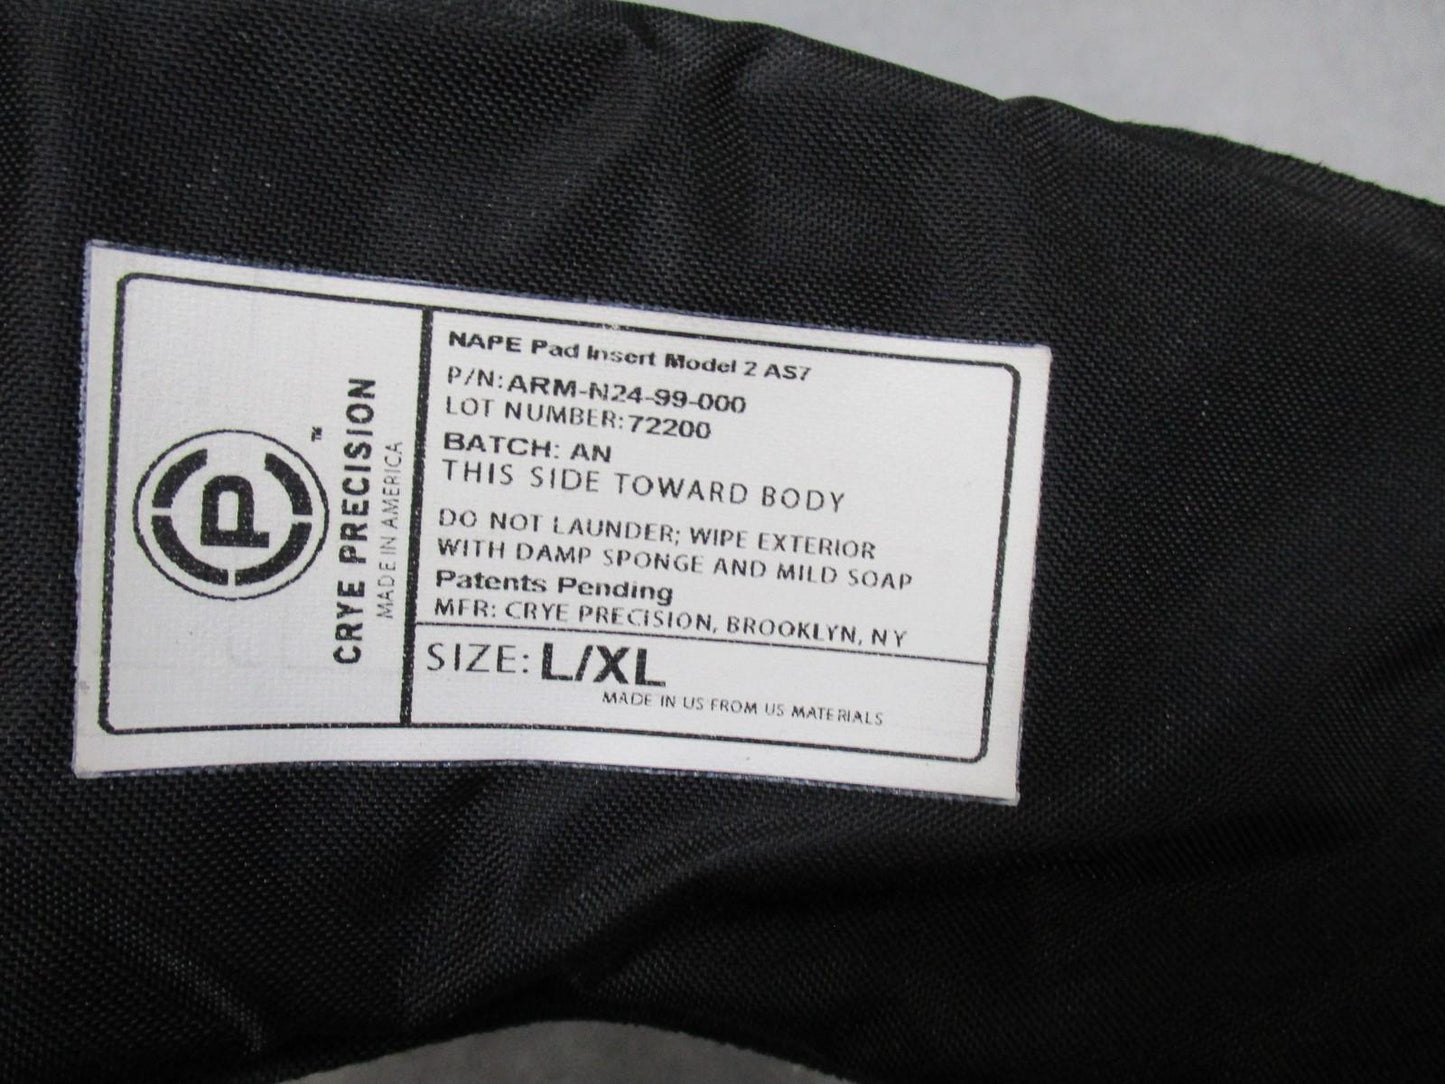 P
™
CRYE PRECISION
MADE IN AMERICA
NAPE Pad Insert Model 2 AS7
P/N: ARM-N24-99-000
LOT NUMBER: 72200
BATCH: AN
THIS SIDE TOWARD BODY
DO NOT LAUNDER; WIPE EXTERIOR
WITH DAMP SPONGE AND MILD SOAP
Patents Pending
MFR: CRYE PRECISION, BROOKLYN, NY
SIZE: L/XL
MADE IN US FROM US MATERIALS